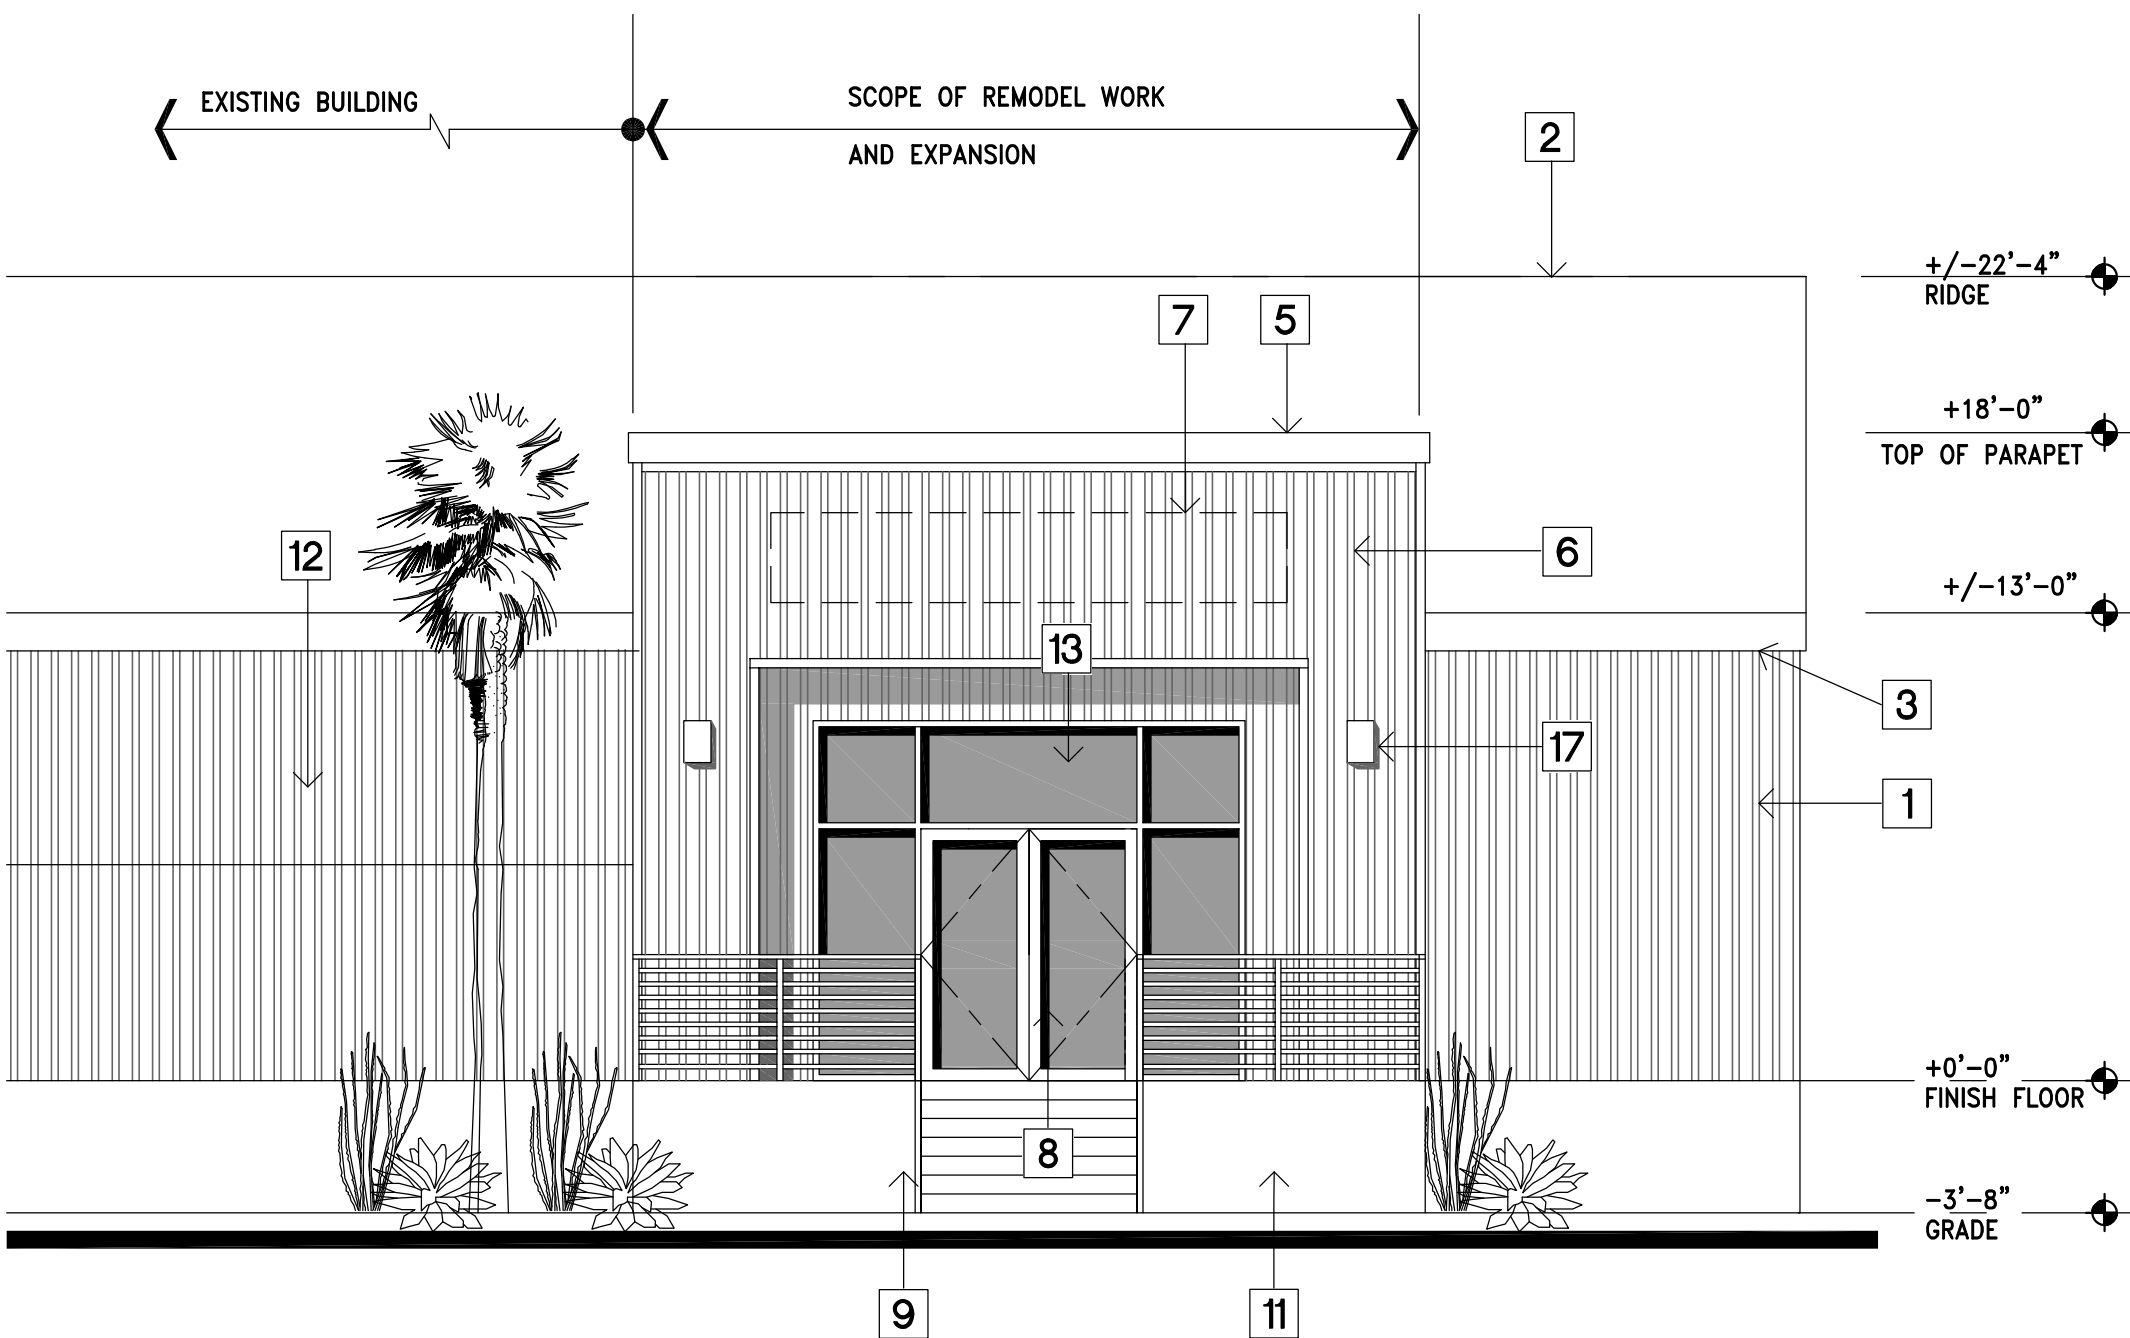 EXISTING BUILDING
SCOPE OF REMODEL WORK
AND EXPANSION
2
+/-22'-4"
RIDGE
7
5
+18'-0"
TOP OF PARAPET
12
6
+/-13'-0"
13
3
17
1
+0'-0"
FINISH FLOOR
8
-3'-8"
GRADE
9
11